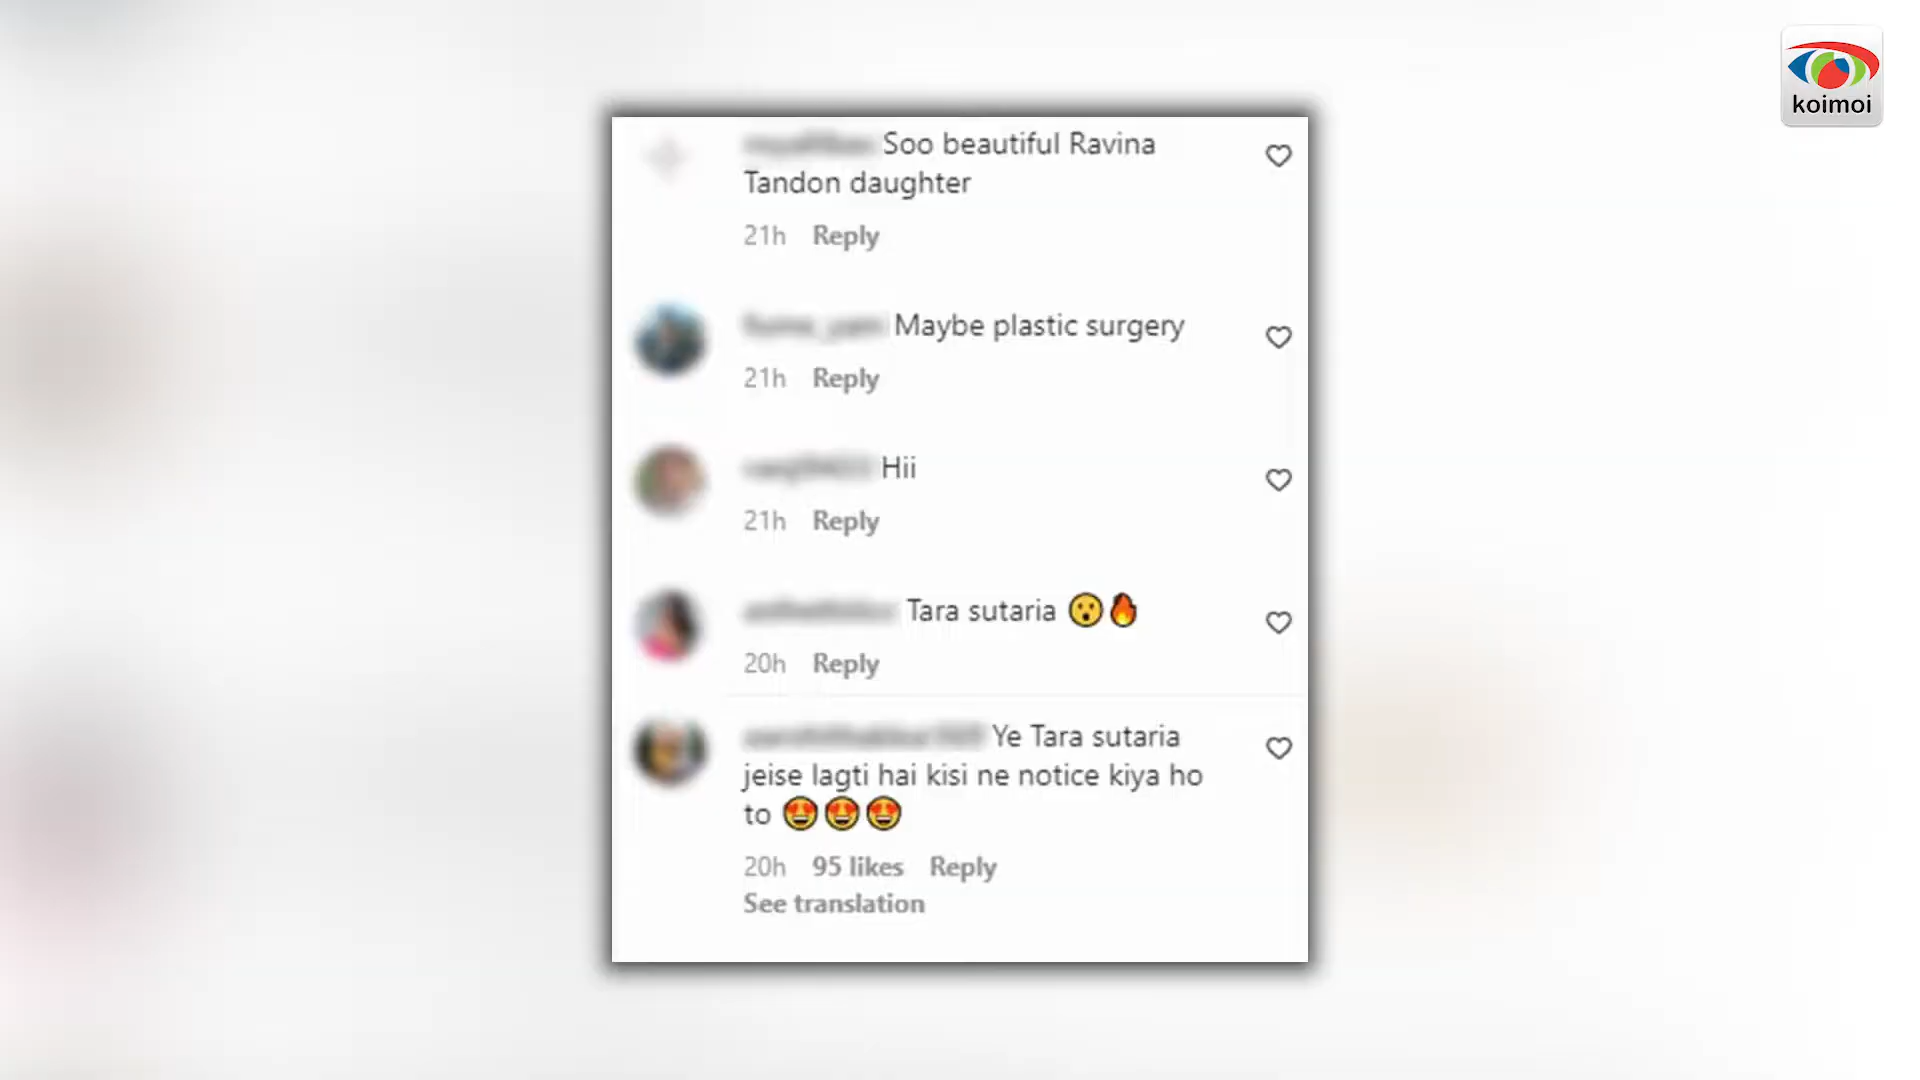 koimoi
Soo beautiful Ravina
Tandon daughter
21h Reply
Maybe plastic surgery
21h Reply
Hii
21h Reply
Tara sutaria 😮🔥
20h Reply
Ye Tara sutaria
jeise lagti hai kisi ne notice kiya ho
to 😍😍😍
20h 95 likes Reply
See translation